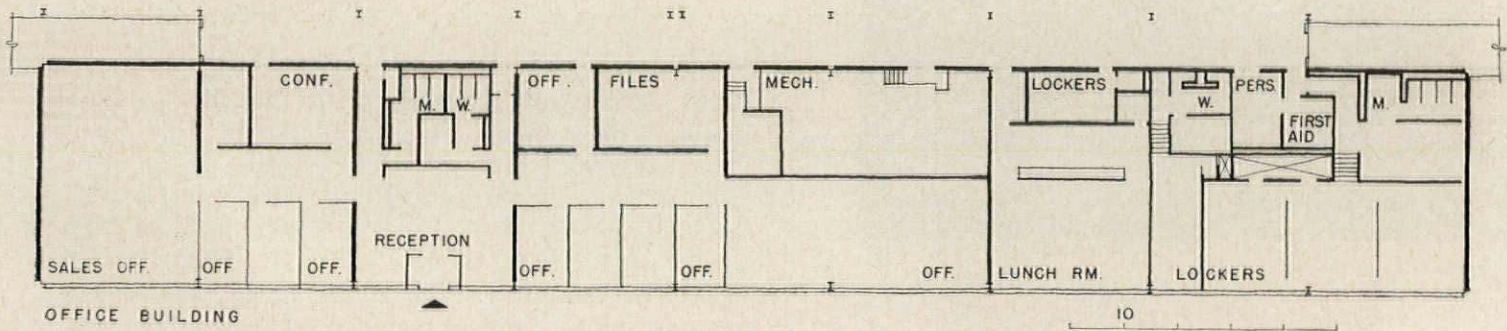 CONF.
M.
W.
OFF.
FILES
MECH.
LOCKERS
W.
PERS.
FIRST
AID
M.
RECEPTION
SALES OFF.
OFF
OFF.
OFF.
OFF.
OFF.
LUNCH RM.
LOCKERS
OFFICE BUILDING
10